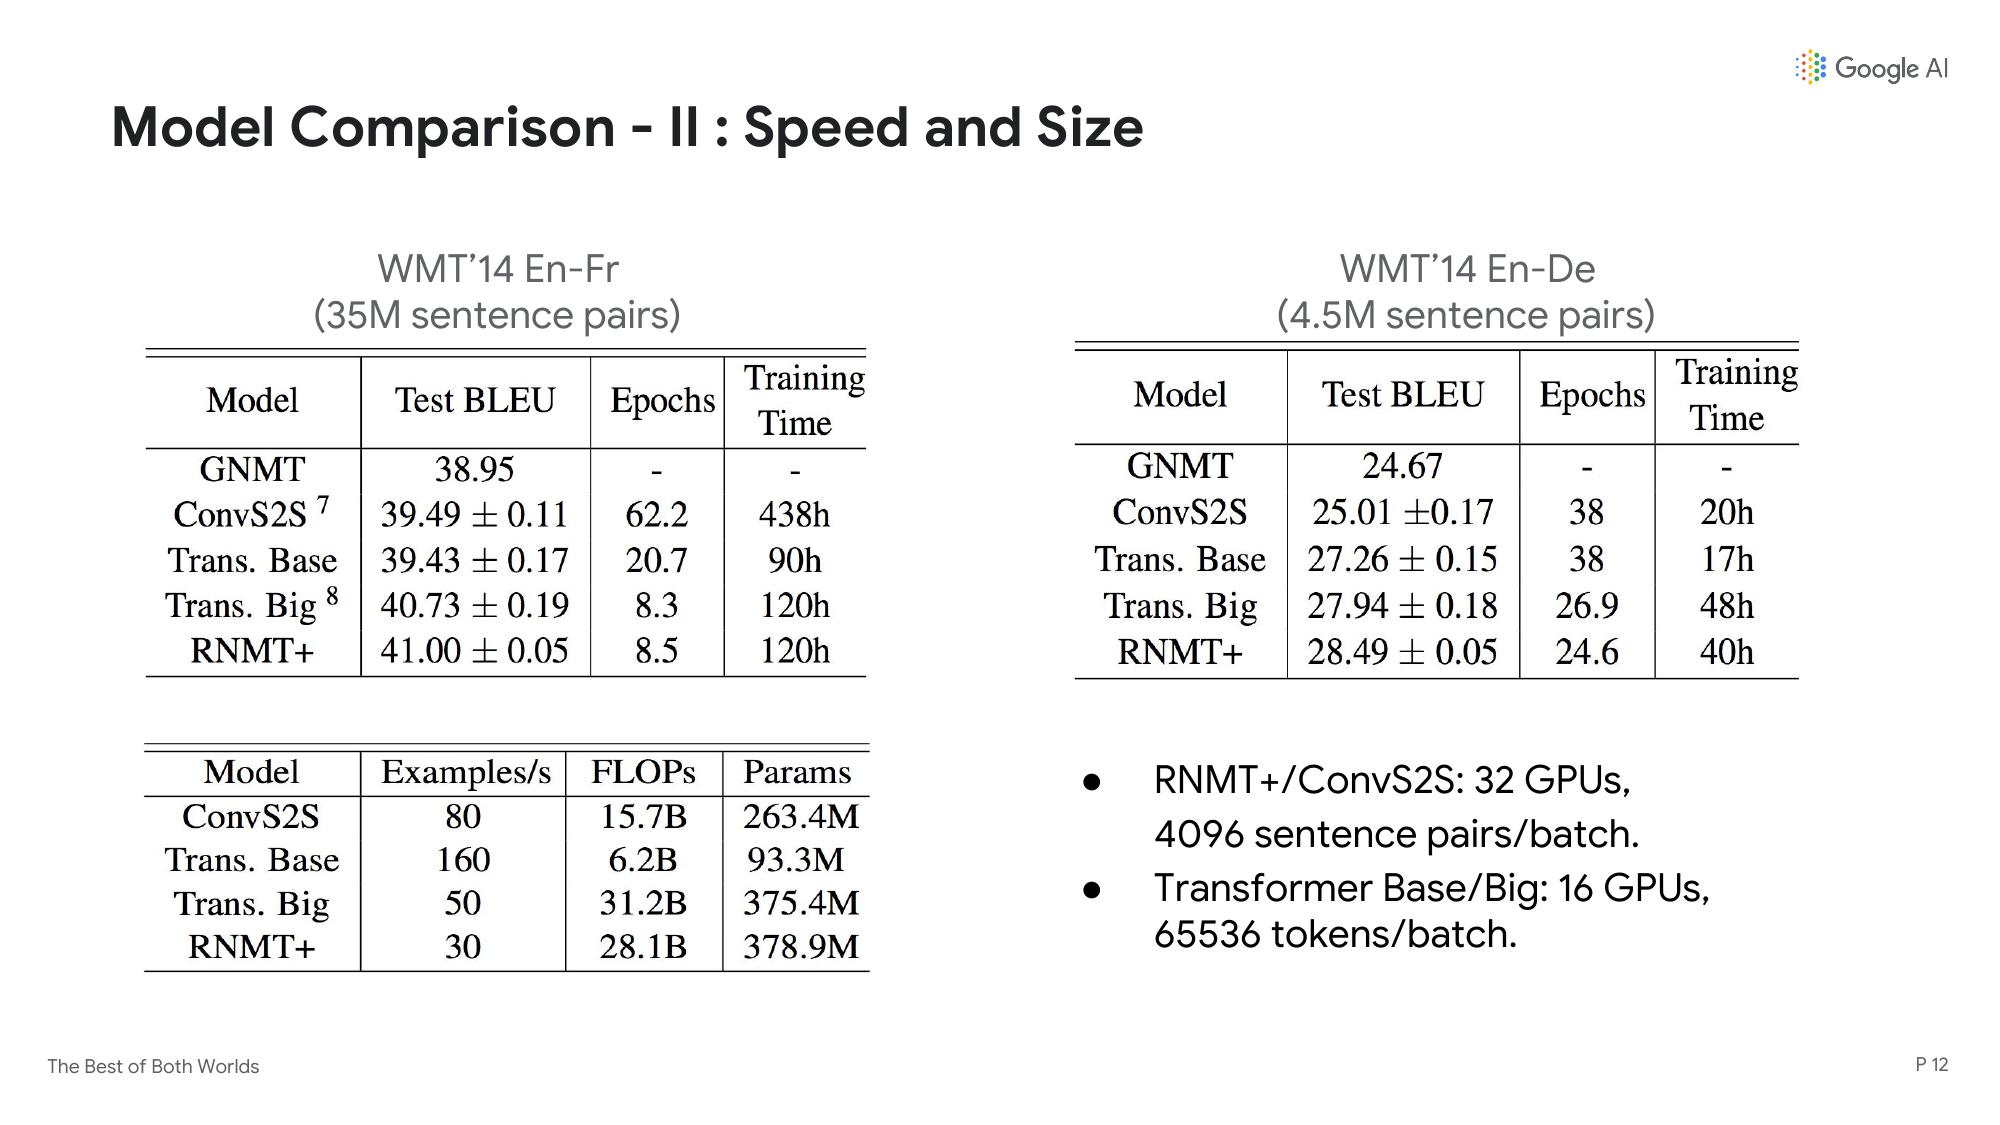 Google AI
Model Comparison - II : Speed and Size
WMT’14 En-Fr
(35M sentence pairs)
Model Test BLEU Epochs Training Time
GNMT 38.95 - -
ConvS2S 7 39.49 ± 0.11 62.2 438h
Trans. Base 39.43 ± 0.17 20.7 90h
Trans. Big 8 40.73 ± 0.19 8.3 120h
RNMT+ 41.00 ± 0.05 8.5 120h
WMT’14 En-De
(4.5M sentence pairs)
Model Test BLEU Epochs Training Time
GNMT 24.67 - -
ConvS2S 25.01 ±0.17 38 20h
Trans. Base 27.26 ± 0.15 38 17h
Trans. Big 27.94 ± 0.18 26.9 48h
RNMT+ 28.49 ± 0.05 24.6 40h
Model Examples/s FLOPs Params
ConvS2S 80 15.7B 263.4M
Trans. Base 160 6.2B 93.3M
Trans. Big 50 31.2B 375.4M
RNMT+ 30 28.1B 378.9M
● RNMT+/ConvS2S: 32 GPUs,
4096 sentence pairs/batch.
● Transformer Base/Big: 16 GPUs,
65536 tokens/batch.
The Best of Both Worlds
P 12